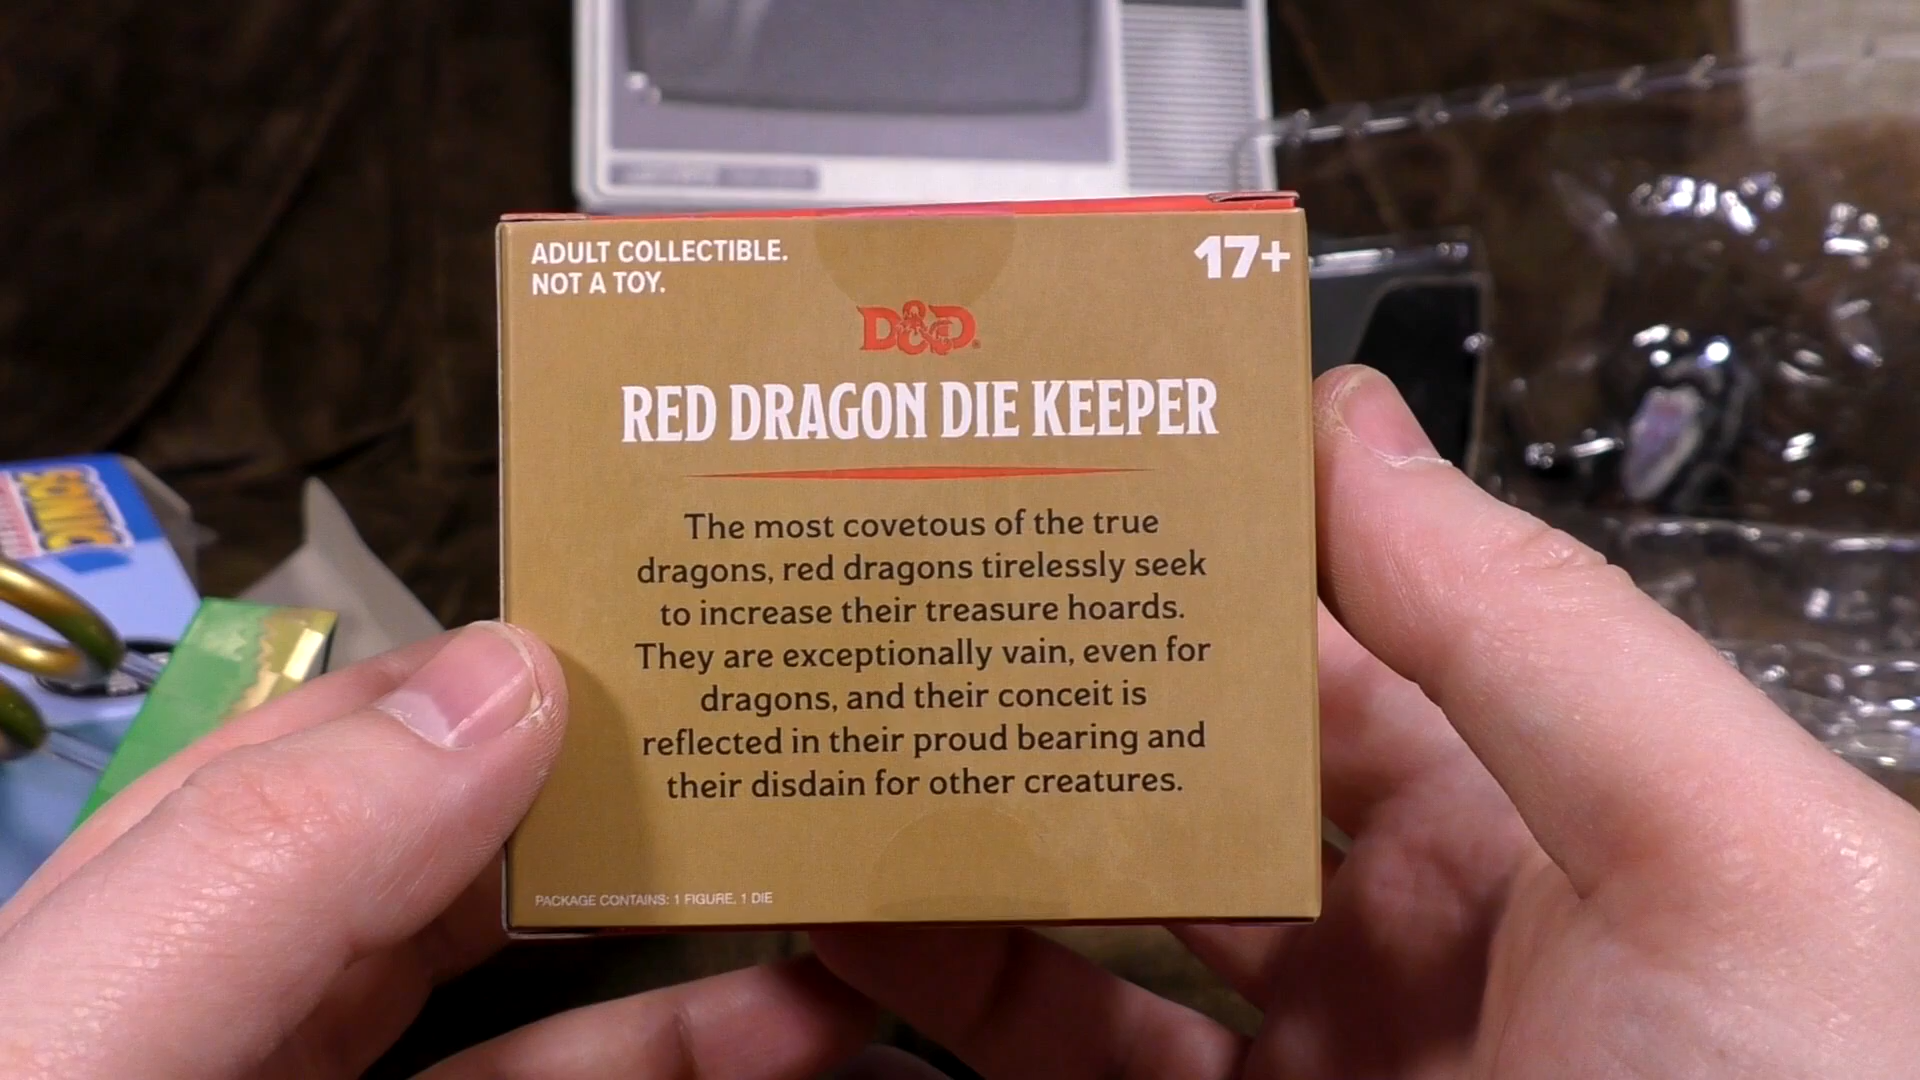 ADULT COLLECTIBLE.
NOT A TOY.
17+
D&D
RED DRAGON DIE KEEPER
The most covetous of the true
dragons, red dragons tirelessly seek
to increase their treasure hoards.
They are exceptionally vain, even for
dragons, and their conceit is
reflected in their proud bearing and
their disdain for other creatures.
PACKAGE CONTAINS: 1 FIGURE, 1 DIE
SONIC